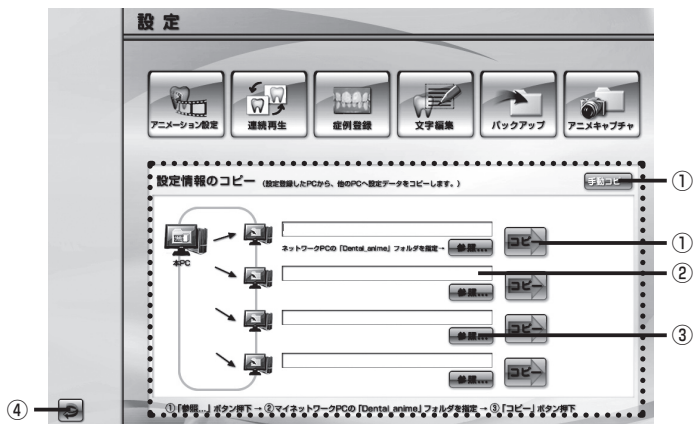 設定
アニメーション設定
連続再生
症例登録
文字編集
バックアップ
アニメキャプチャ
設定情報のコピー（設定登録したPCから、他のPCへ設定データをコピーします。）
手動コピー
①
本PC
ネットワークPCの「Dental_anime」フォルダを指定→
参照...
コピー
①
②
参照...
コピー
参照...
コピー
③
参照...
コピー
④
①「参照...」ボタン押下 → ②マイネットワークPCの「Dental_anime」フォルダを指定 → ③「コピー」ボタン押下